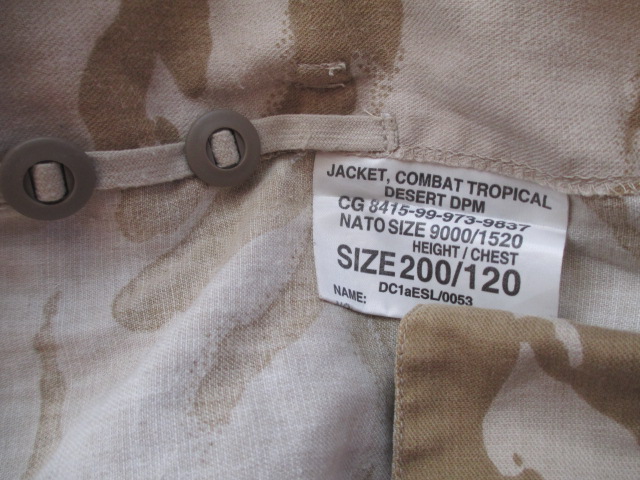 JACKET, COMBAT TROPICAL
DESERT DPM
CG 8415-99-973-9837
NATO SIZE 9000/1520
HEIGHT / CHEST
SIZE 200/120
DC1aESL/0053
NAME: